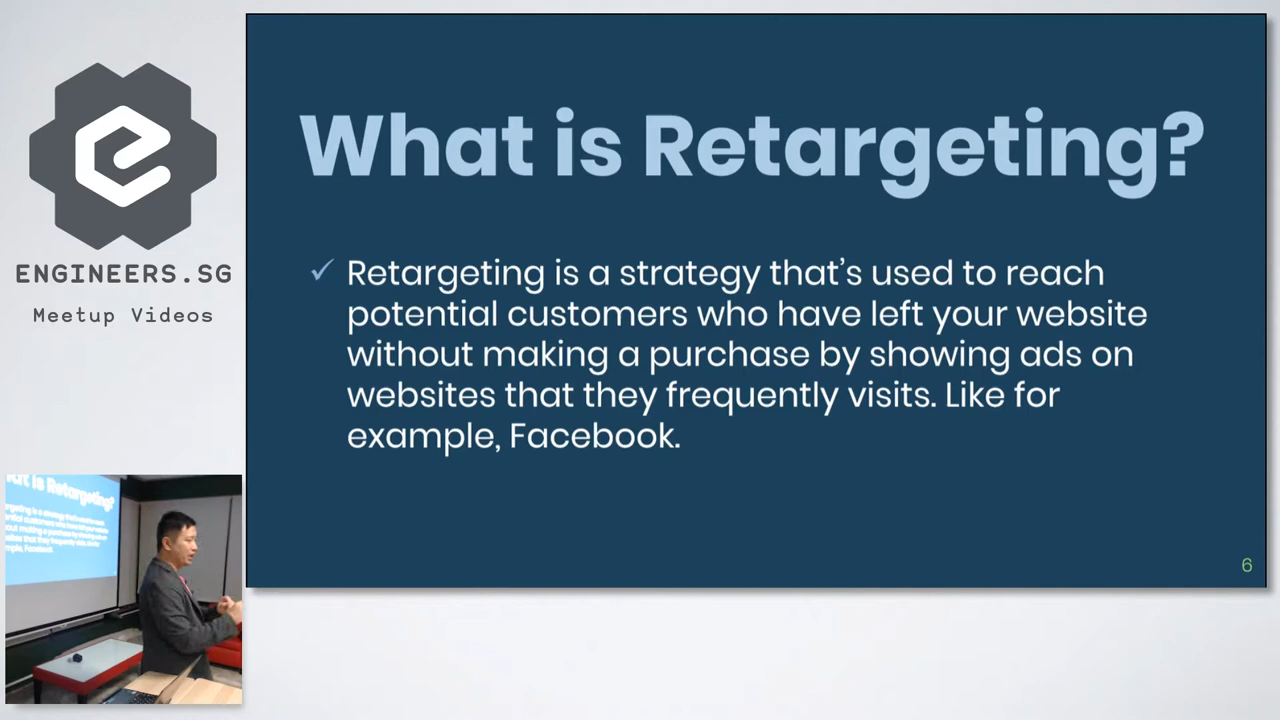 ENGINEERS.SG
Meetup Videos
What is Retargeting?
✓ Retargeting is a strategy that's used to reach
potential customers who have left your website
without making a purchase by showing ads on
websites that they frequently visits. Like for
example, Facebook.
6
is Retargeting?